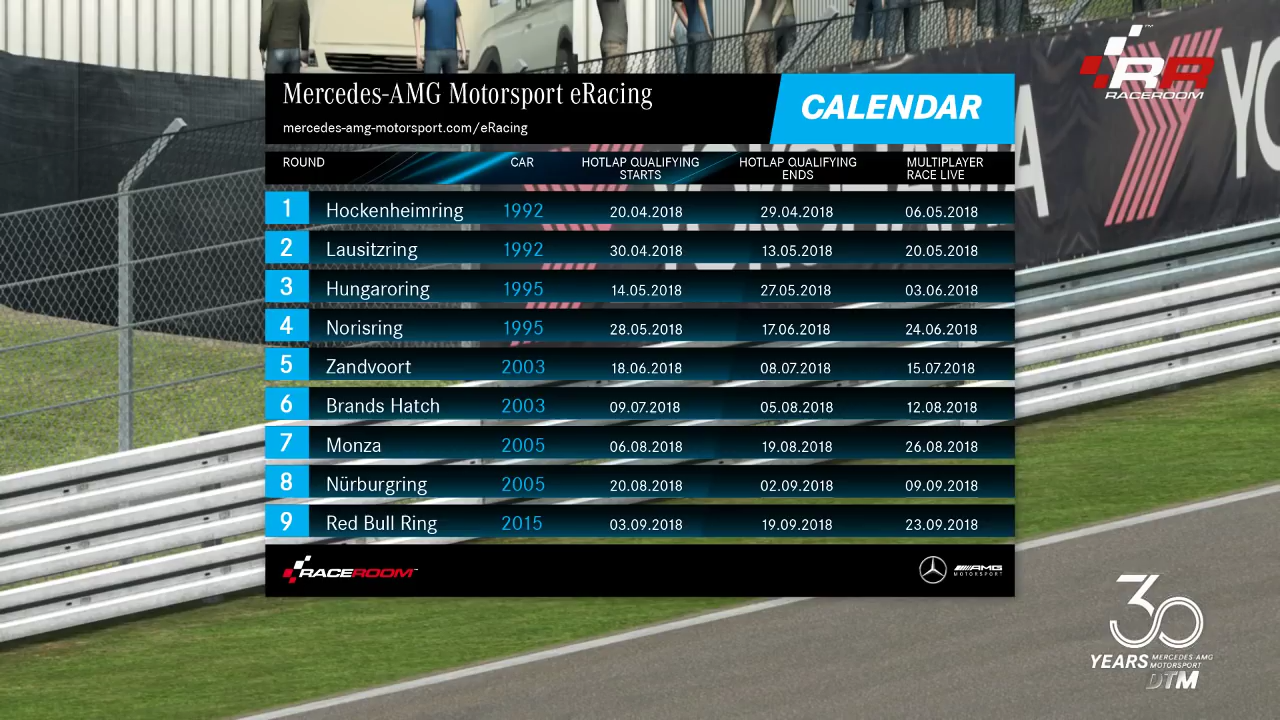 Mercedes-AMG Motorsport eRacing
mercedes-amg-motorsport.com/eRacing
CALENDAR
RR
RACEROOM
YOKOHAMA
YO
ROUND CAR HOTLAP QUALIFYING STARTS HOTLAP QUALIFYING ENDS MULTIPLAYER RACE LIVE
1 Hockenheimring 1992 20.04.2018 29.04.2018 06.05.2018
2 Lausitzring 1992 30.04.2018 13.05.2018 20.05.2018
3 Hungaroring 1995 14.05.2018 27.05.2018 03.06.2018
4 Norisring 1995 28.05.2018 17.06.2018 24.06.2018
5 Zandvoort 2003 18.06.2018 08.07.2018 15.07.2018
6 Brands Hatch 2003 09.07.2018 05.08.2018 12.08.2018
7 Monza 2005 06.08.2018 19.08.2018 26.08.2018
8 Nürburgring 2005 20.08.2018 02.09.2018 09.09.2018
9 Red Bull Ring 2015 03.09.2018 19.09.2018 23.09.2018
RACEROOM
AMG
MOTORSPORT
30
YEARS MERCEDES-AMG
MOTORSPORT
DTM